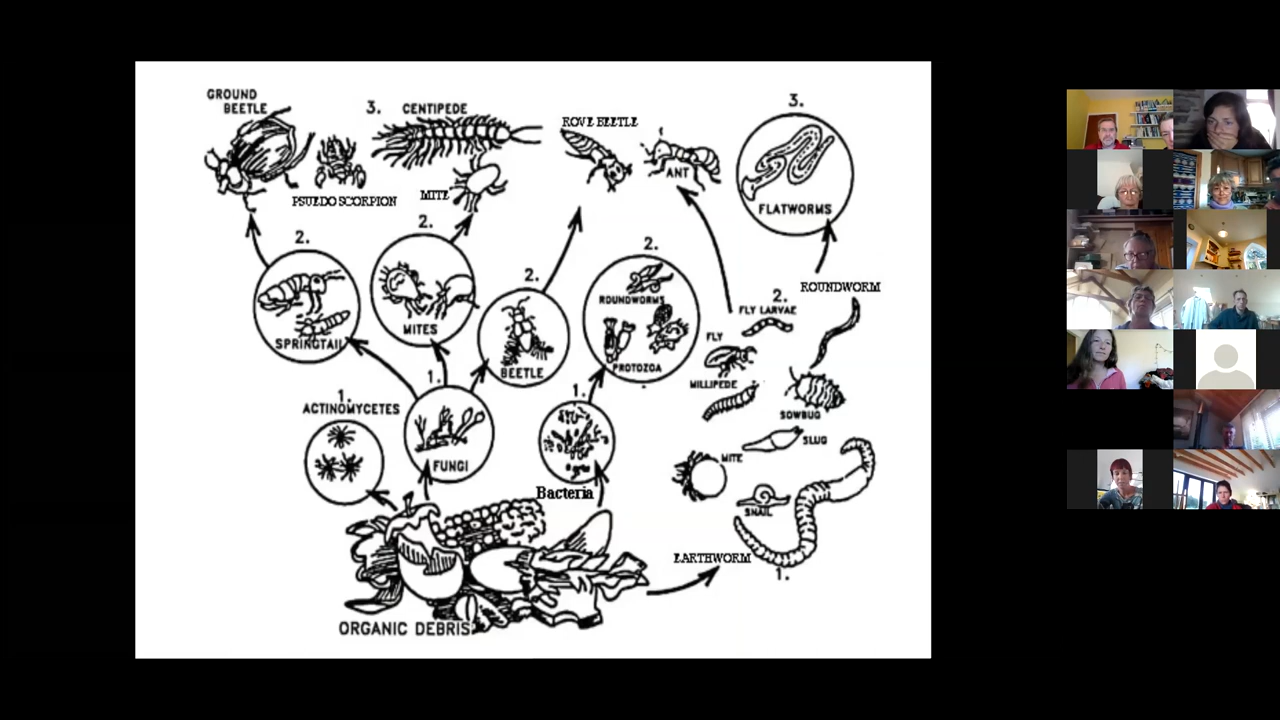 GROUND
BEETLE
3.
CENTIPEDE
ROVE BEETLE
3.
ANT
PSUEDO SCORPION
MITE
FLATWORMS
2.
2.
2.
2.
ROUNDWORM
2.
ROUNDWORMS
FLY LARVAE
SPRINGTAIL
MITES
FLY
BEETLE
PROTOZOA
MILLIPEDE
1.
ACTINOMYCETES
1.
1.
SOWBUG
SLUG
MITE
FUNGI
Bacteria
SNAIL
EARTHWORM
1.
ORGANIC DEBRIS